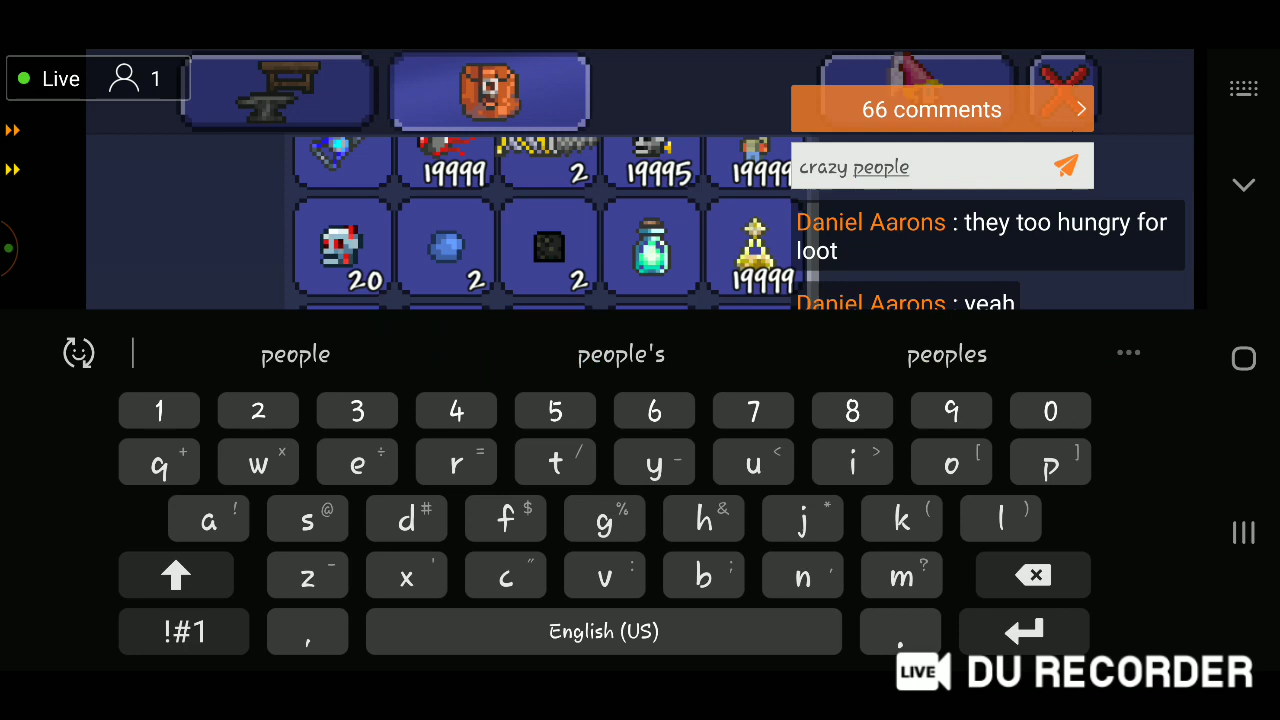 Live 1
66 comments
crazy people
19999 2 19995 19999
Daniel Aarons : they too hungry for
loot
20 2 2 19999
Daniel Aarons : yeah
people people's peoples
1 2 3 4 5 6 7 8 9 0
q + w x e ÷ r = t / y - u < i > o [ p ]
a ! s @ d # f $ g % h & j * k ( l )
z - x ' c " v : b ; n , m ?
!#1 , English (US) .
LIVE DU RECORDER